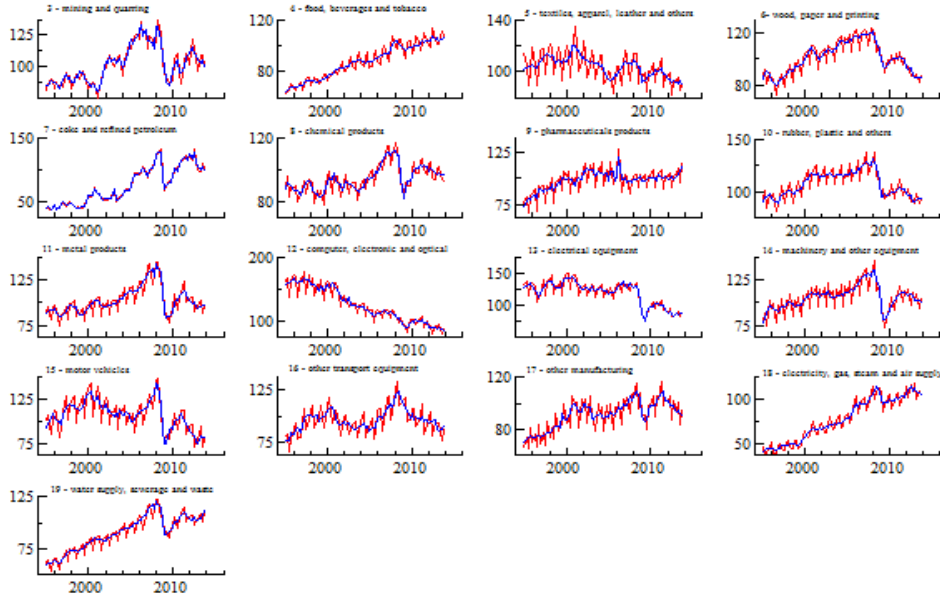 3 - mining and quarring
125
100
2000 2010
4 - food, beverages and tobacco
120
80
2000 2010
5 - textiles, apparel, leather and others
100
2000 2010
6- wood, paper and printing
120
80
2000 2010
7 - coke and refined petroleum
150
50
2000 2010
8 - chemical products
120
80
2000 2010
9 - pharmaceuticals products
125
75
2000 2010
10 - rubber, plastic and others
150
100
2000 2010
11 - metal products
125
75
2000 2010
12 - computer, electronic and optical
200
100
2000 2010
13 - electrical equipment
150
100
2000 2010
14 - machinery and other equipment
125
75
2000 2010
15 - motor vehicles
125
75
2000 2010
16 - other transport equipment
125
75
2000 2010
17 - other manufacturing
120
80
2000 2010
18 - electricity, gas, steam and air supply
100
50
2000 2010
19 - water supply, sewerage and waste
125
75
2000 2010